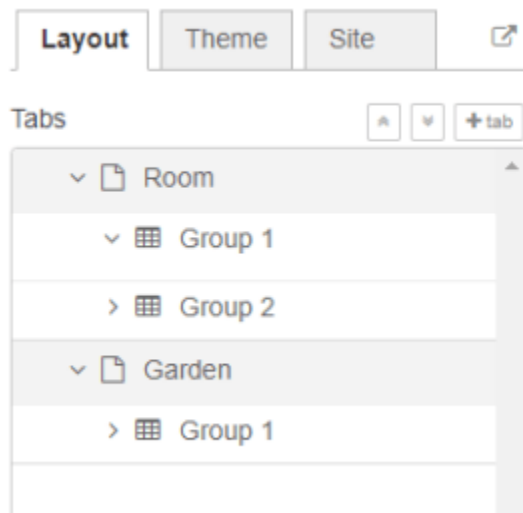 Layout Theme Site
Tabs + tab
Room
Group 1
Group 2
Garden
Group 1